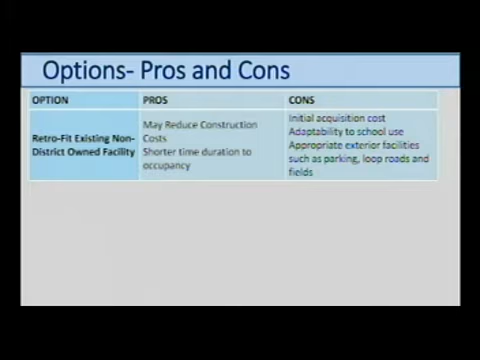 Options- Pros and Cons
OPTION PROS CONS
Retro-Fit Existing Non-
District Owned Facility
May Reduce Construction
Costs
Shorter time duration to
occupancy
Initial acquisition cost
Adaptability to school use
Appropriate exterior facilities
such as parking, loop roads and
fields